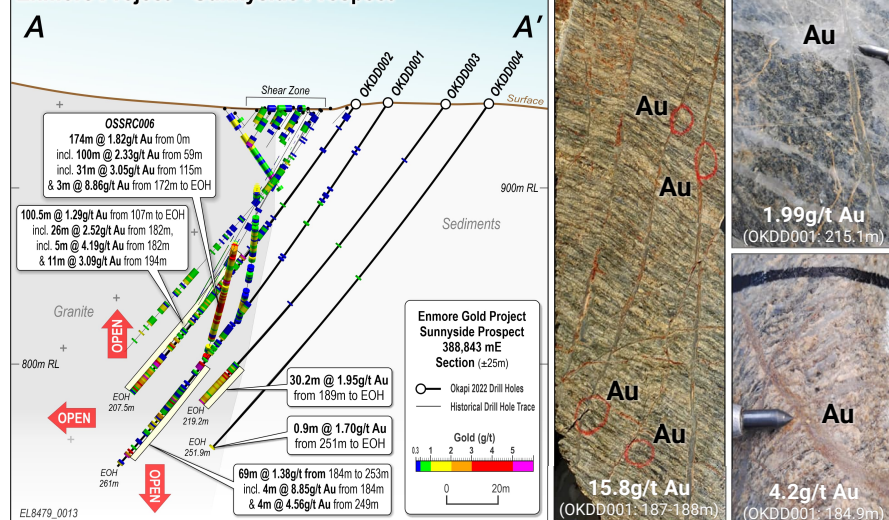 Enmore Project - Sunnyside Prospect
A
A'
OKDD002
OKDD001
OKDD003
OKDD004
Shear Zone
Surface
OSSRC006
174m @ 1.82g/t Au from 0m
incl. 100m @ 2.33g/t Au from 59m
incl. 31m @ 3.05g/t Au from 115m
& 3m @ 8.86g/t Au from 172m to EOH
900m RL
100.5m @ 1.29g/t Au from 107m to EOH
incl. 26m @ 2.52g/t Au from 182m,
incl. 5m @ 4.19g/t Au from 182m
& 11m @ 3.09g/t Au from 194m
Sediments
Granite
OPEN
800m RL
OPEN
OPEN
EOH
207.5m
EOH
219.2m
EOH
251.9m
EOH
261m
30.2m @ 1.95g/t Au
from 189m to EOH
0.9m @ 1.70g/t Au
from 251m to EOH
69m @ 1.38g/t from 184m to 253m
incl. 4m @ 8.85g/t Au from 184m
& 4m @ 4.56g/t Au from 249m
Enmore Gold Project
Sunnyside Prospect
388,843 mE
Section (±25m)
Okapi 2022 Drill Holes
Historical Drill Hole Trace
Gold (g/t)
0.3 1 2 3 5
0 20m
EL8479_0013
Au
Au
Au
Au
15.8g/t Au
(OKDD001: 187-188m)
Au
1.99g/t Au
(OKDD001: 215.1m)
Au
4.2g/t Au
(OKDD001: 184.9m)